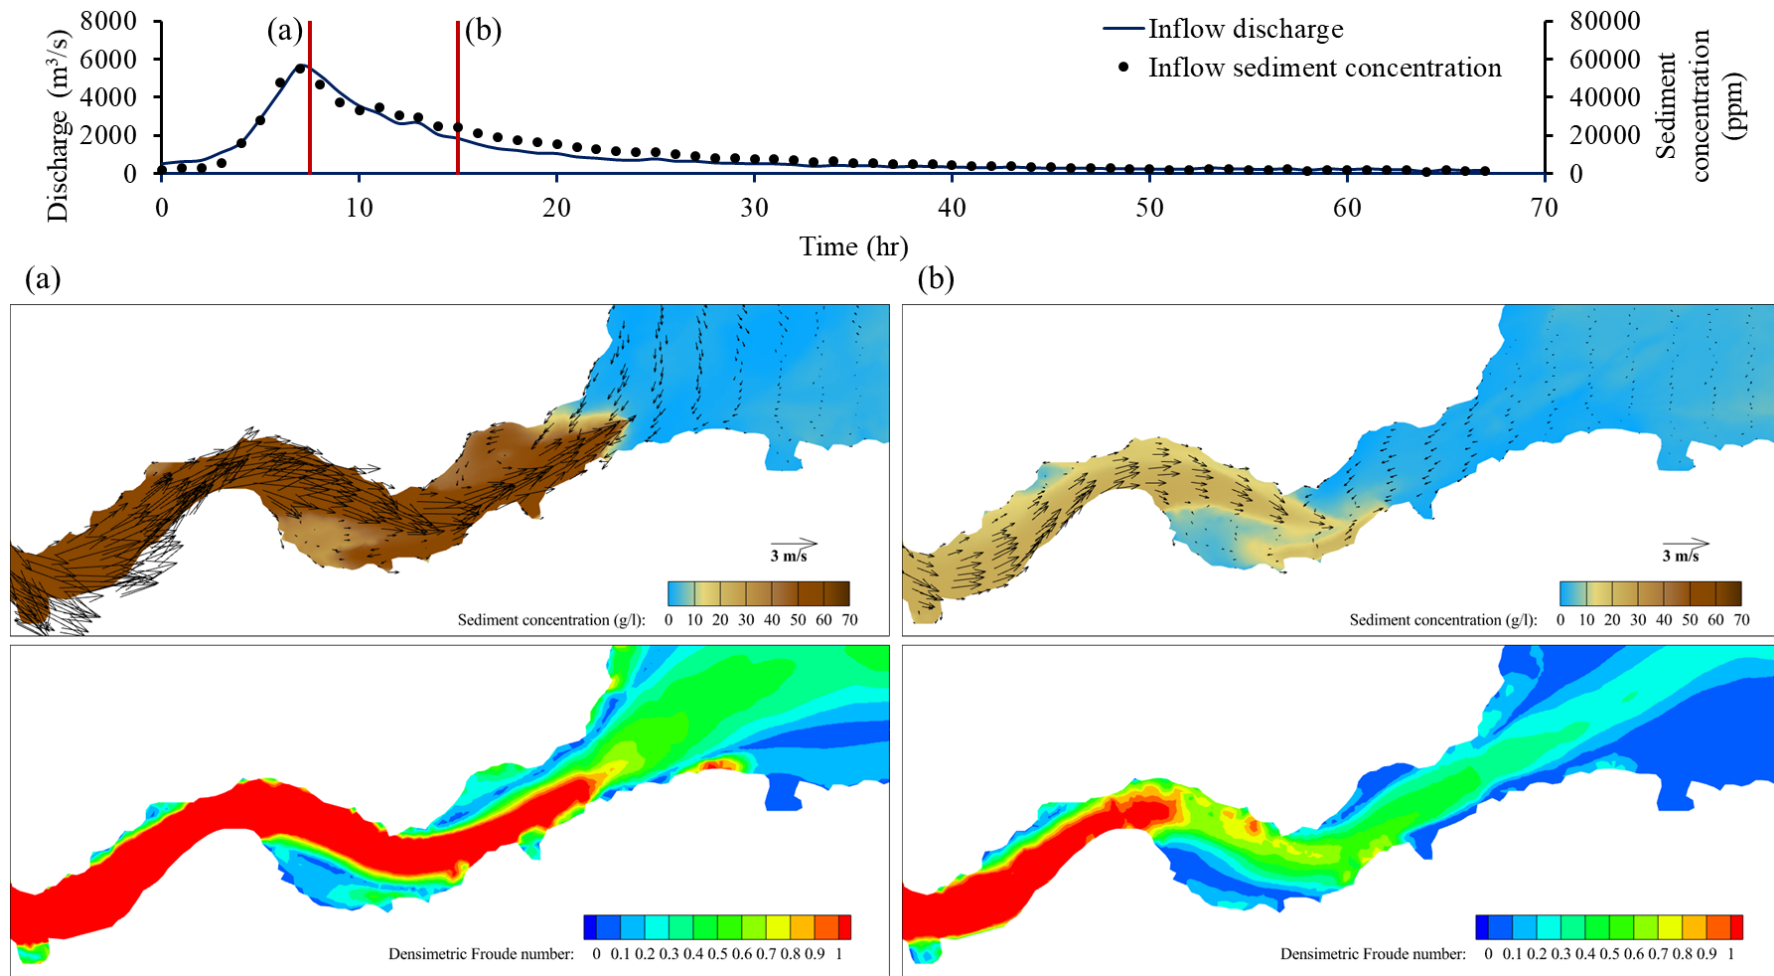 8000
6000
4000
2000
0
Discharge (m³/s)
(a)
(b)
Inflow discharge
Inflow sediment concentration
80000
60000
40000
20000
0
Sediment
concentration
(ppm)
0 10 20 30 40 50 60 70
Time (hr)
(a)
3 m/s
Sediment concentration (g/l): 0 10 20 30 40 50 60 70
(b)
3 m/s
Sediment concentration (g/l): 0 10 20 30 40 50 60 70
Densimetric Froude number: 0 0.1 0.2 0.3 0.4 0.5 0.6 0.7 0.8 0.9 1
Densimetric Froude number: 0 0.1 0.2 0.3 0.4 0.5 0.6 0.7 0.8 0.9 1